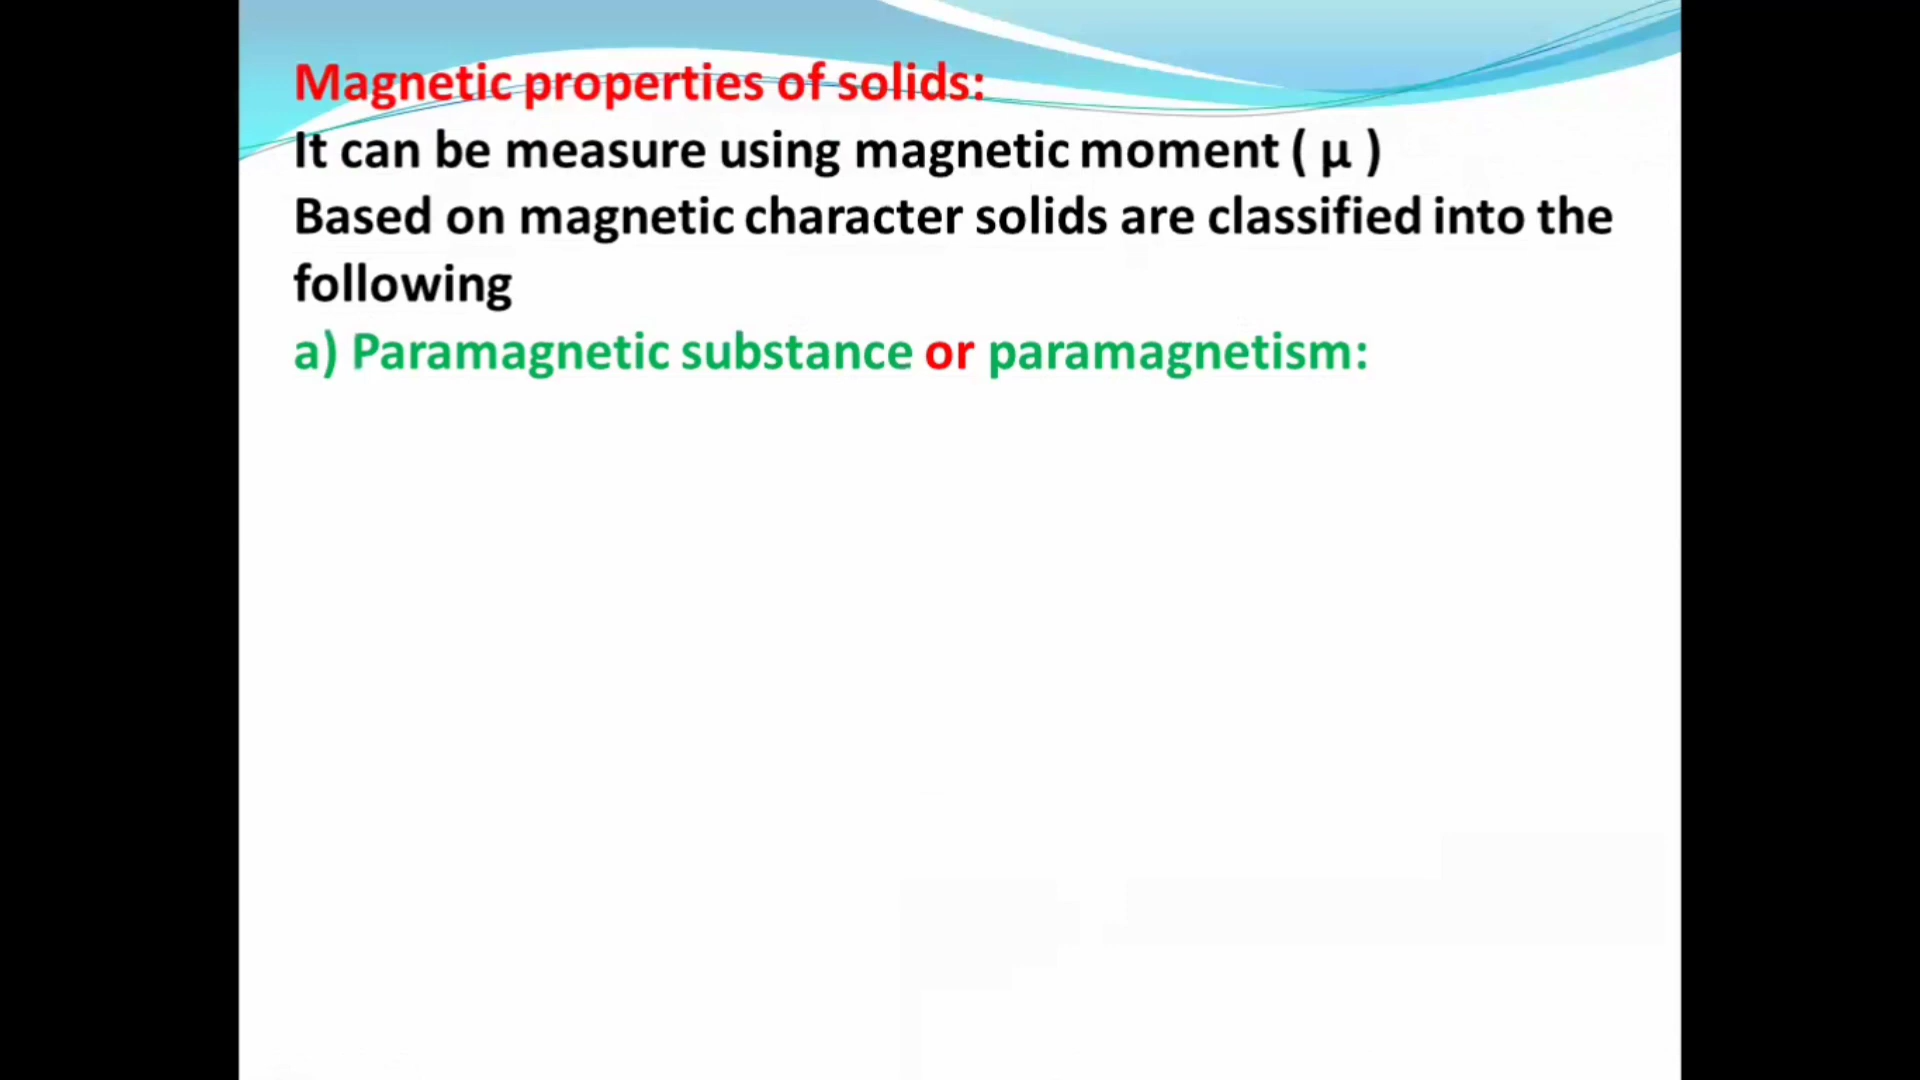 Magnetic properties of solids:
It can be measure using magnetic moment ( μ )
Based on magnetic character solids are classified into the
following
a) Paramagnetic substance or paramagnetism: